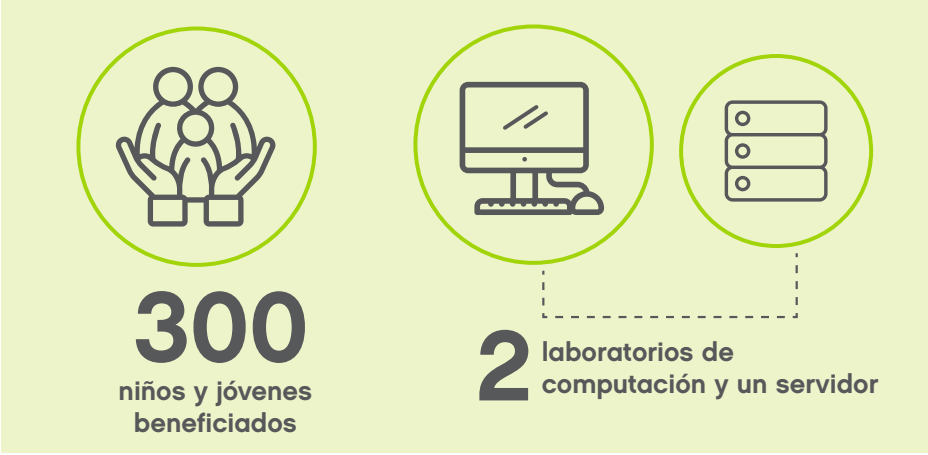 300
niños y jóvenes
beneficiados
2
laboratorios de
computación y un servidor